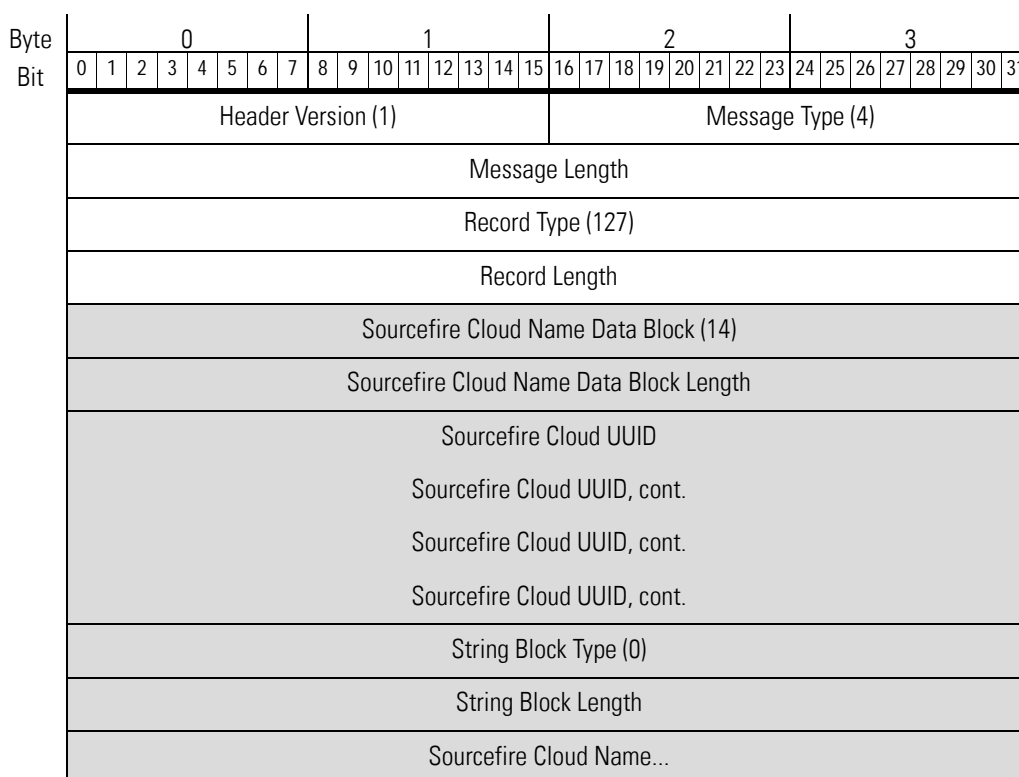 Byte 0 1 2 3
Bit 0 1 2 3 4 5 6 7 8 9 10 11 12 13 14 15 16 17 18 19 20 21 22 23 24 25 26 27 28 29 30 31
Header Version (1) Message Type (4)
Message Length
Record Type (127)
Record Length
Sourcefire Cloud Name Data Block (14)
Sourcefire Cloud Name Data Block Length
Sourcefire Cloud UUID
Sourcefire Cloud UUID, cont.
Sourcefire Cloud UUID, cont.
Sourcefire Cloud UUID, cont.
String Block Type (0)
String Block Length
Sourcefire Cloud Name...